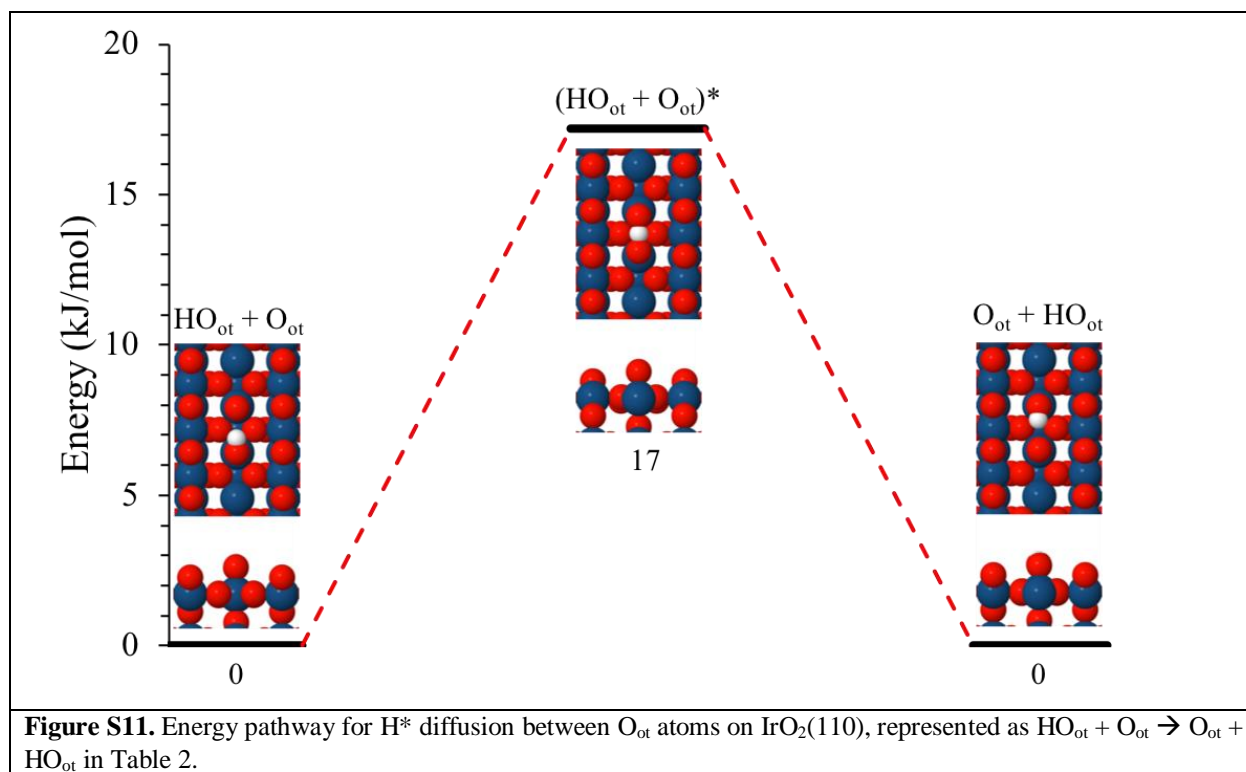 20
(HOot + Oot)*
15
Energy (kJ/mol)
HOot + Oot
Oot + HOot
10
17
5
0
0
0
Figure S11. Energy pathway for H* diffusion between Oot atoms on IrO2(110), represented as HOot + Oot → Oot +
HOot in Table 2.